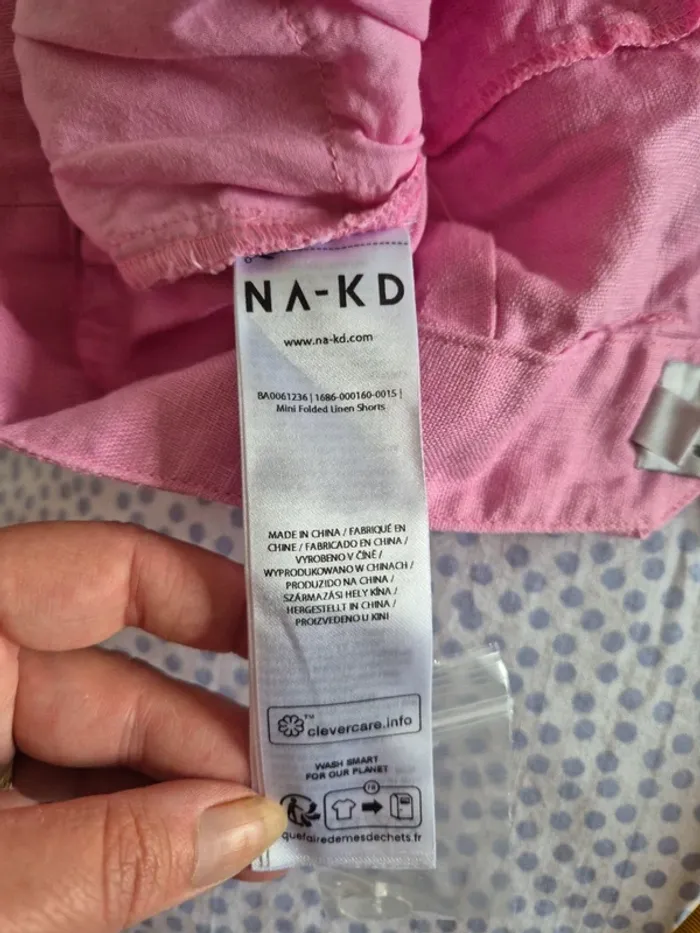 NA-KD
www.na-kd.com
BA0061236 | 1686-000160-0015 |
Mini Folded Linen Shorts
MADE IN CHINA / FABRIQUÉ EN
CHINE / FABRICADO EN CHINA /
VYROBENO V ČÍNĚ /
WYPRODUKOWANO W CHINACH /
PRODUZIDO NA CHINA /
SZÁRMAZÁSI HELY KÍNA /
HERGESTELLT IN CHINA /
PROIZVEDENO U KINI
TM
clevercare.info
WASH SMART
FOR OUR PLANET
quefairedemesdechets.fr